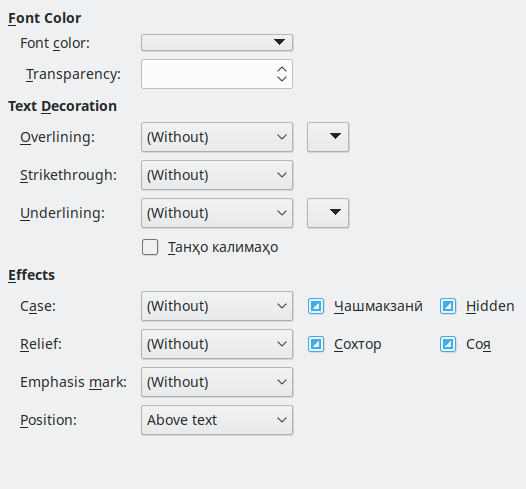 Font Color
Font color:
Transparency:
Text Decoration
Overlining: (Without)
Strikethrough: (Without)
Underlining: (Without)
Танҳо калимаҳо
Effects
Case: (Without) Чашмакзанӣ Hidden
Relief: (Without) Сохтор Соя
Emphasis mark: (Without)
Position: Above text